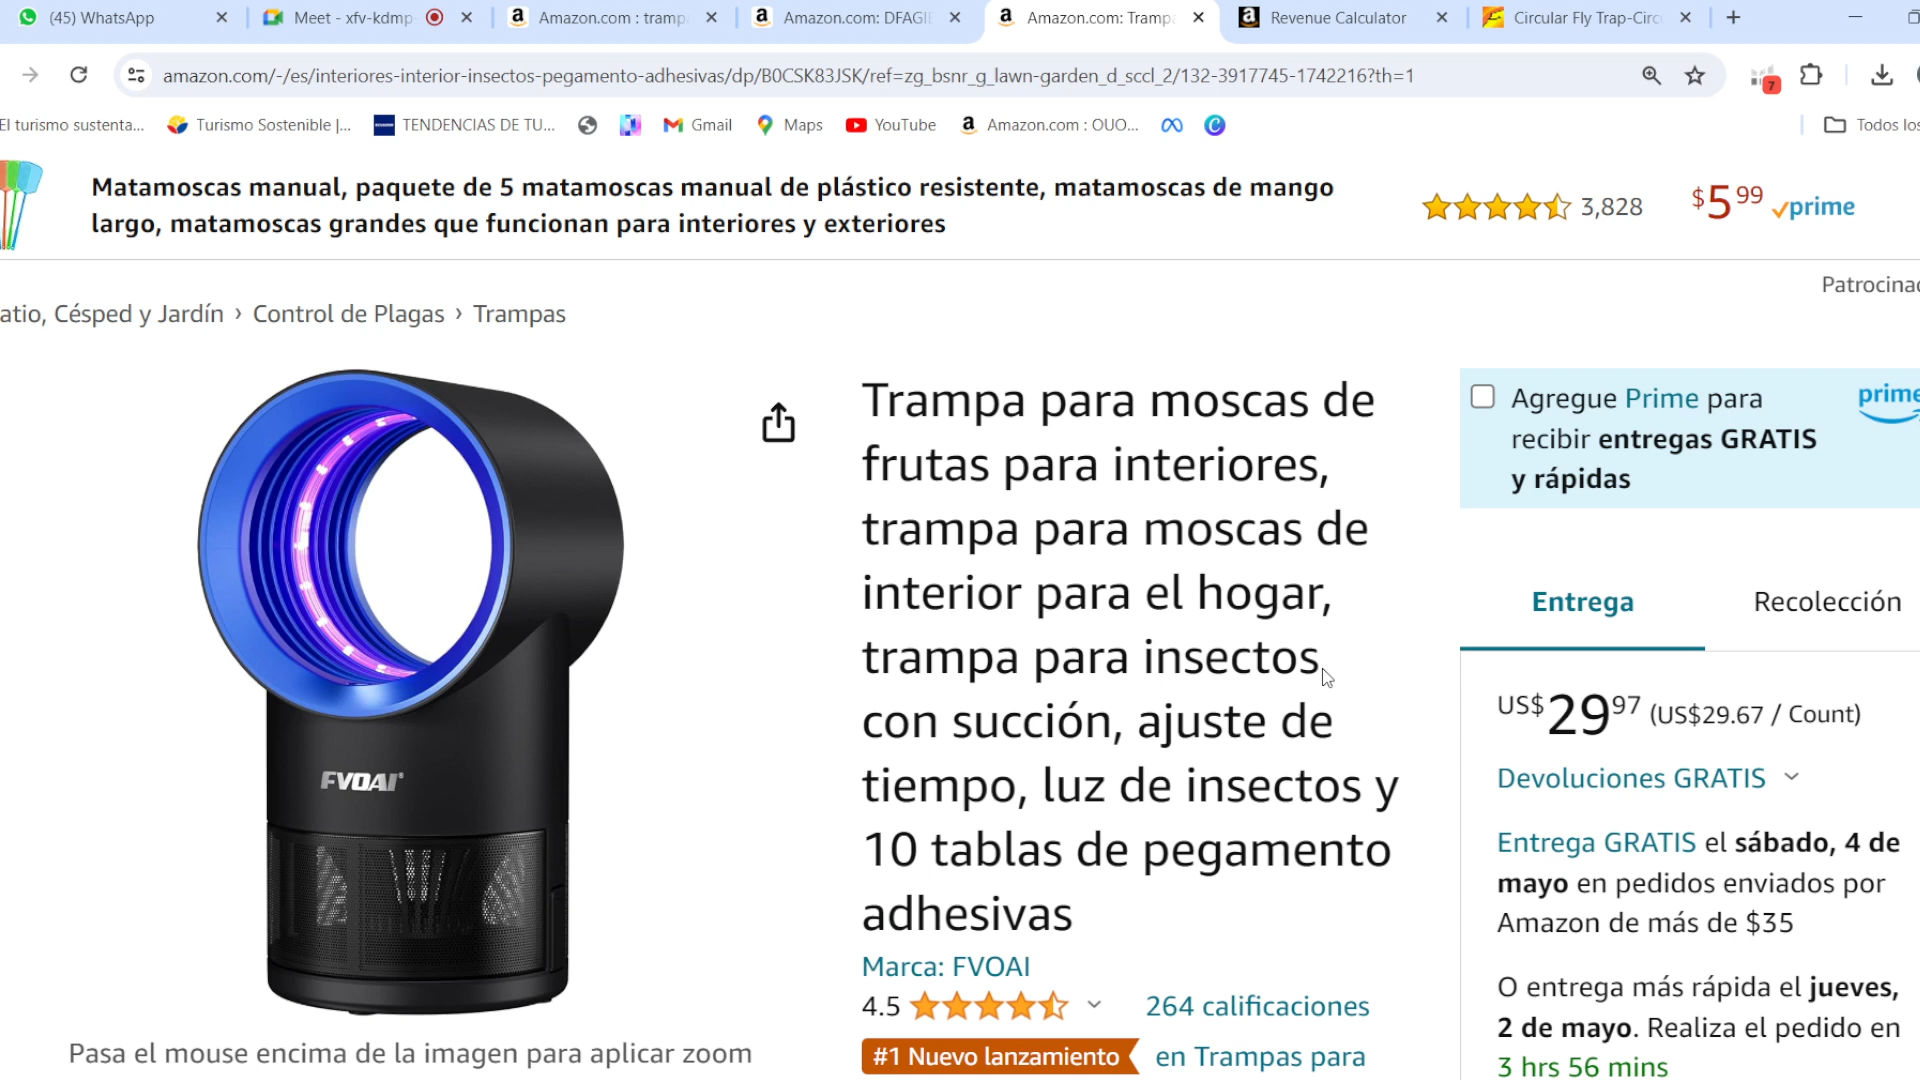 (45) WhatsApp
Meet - xfv-kdmp
Amazon.com : tramp
Amazon.com: DFAGI
Amazon.com: Tramp
Revenue Calculator
Circular Fly Trap-Circ
amazon.com/-/es/interiores-interior-insectos-pegamento-adhesivas/dp/B0CSK83JSK/ref=zg_bsnr_g_lawn-garden_d_sccl_2/132-3917745-1742216?th=1
7
El turismo sustenta...
Turismo Sostenible |...
TENDENCIAS DE TU...
Gmail
Maps
YouTube
Amazon.com : OUO...
Todos los
Matamoscas manual, paquete de 5 matamoscas manual de plástico resistente, matamoscas de mango
largo, matamoscas grandes que funcionan para interiores y exteriores
3,828
$5 99 prime
Patrocinad
atio, Césped y Jardín › Control de Plagas › Trampas
FVOAI®
Pasa el mouse encima de la imagen para aplicar zoom
Trampa para moscas de
frutas para interiores,
trampa para moscas de
interior para el hogar,
trampa para insectos
con succión, ajuste de
tiempo, luz de insectos y
10 tablas de pegamento
adhesivas
Marca: FVOAI
4.5
264 calificaciones
#1 Nuevo lanzamiento
en Trampas para
Agregue Prime para
recibir entregas GRATIS
y rápidas
prime
Entrega
Recolección
US$29 97 (US$29.67 / Count)
Devoluciones GRATIS
Entrega GRATIS el sábado, 4 de
mayo en pedidos enviados por
Amazon de más de $35
O entrega más rápida el jueves,
2 de mayo. Realiza el pedido en
3 hrs 56 mins